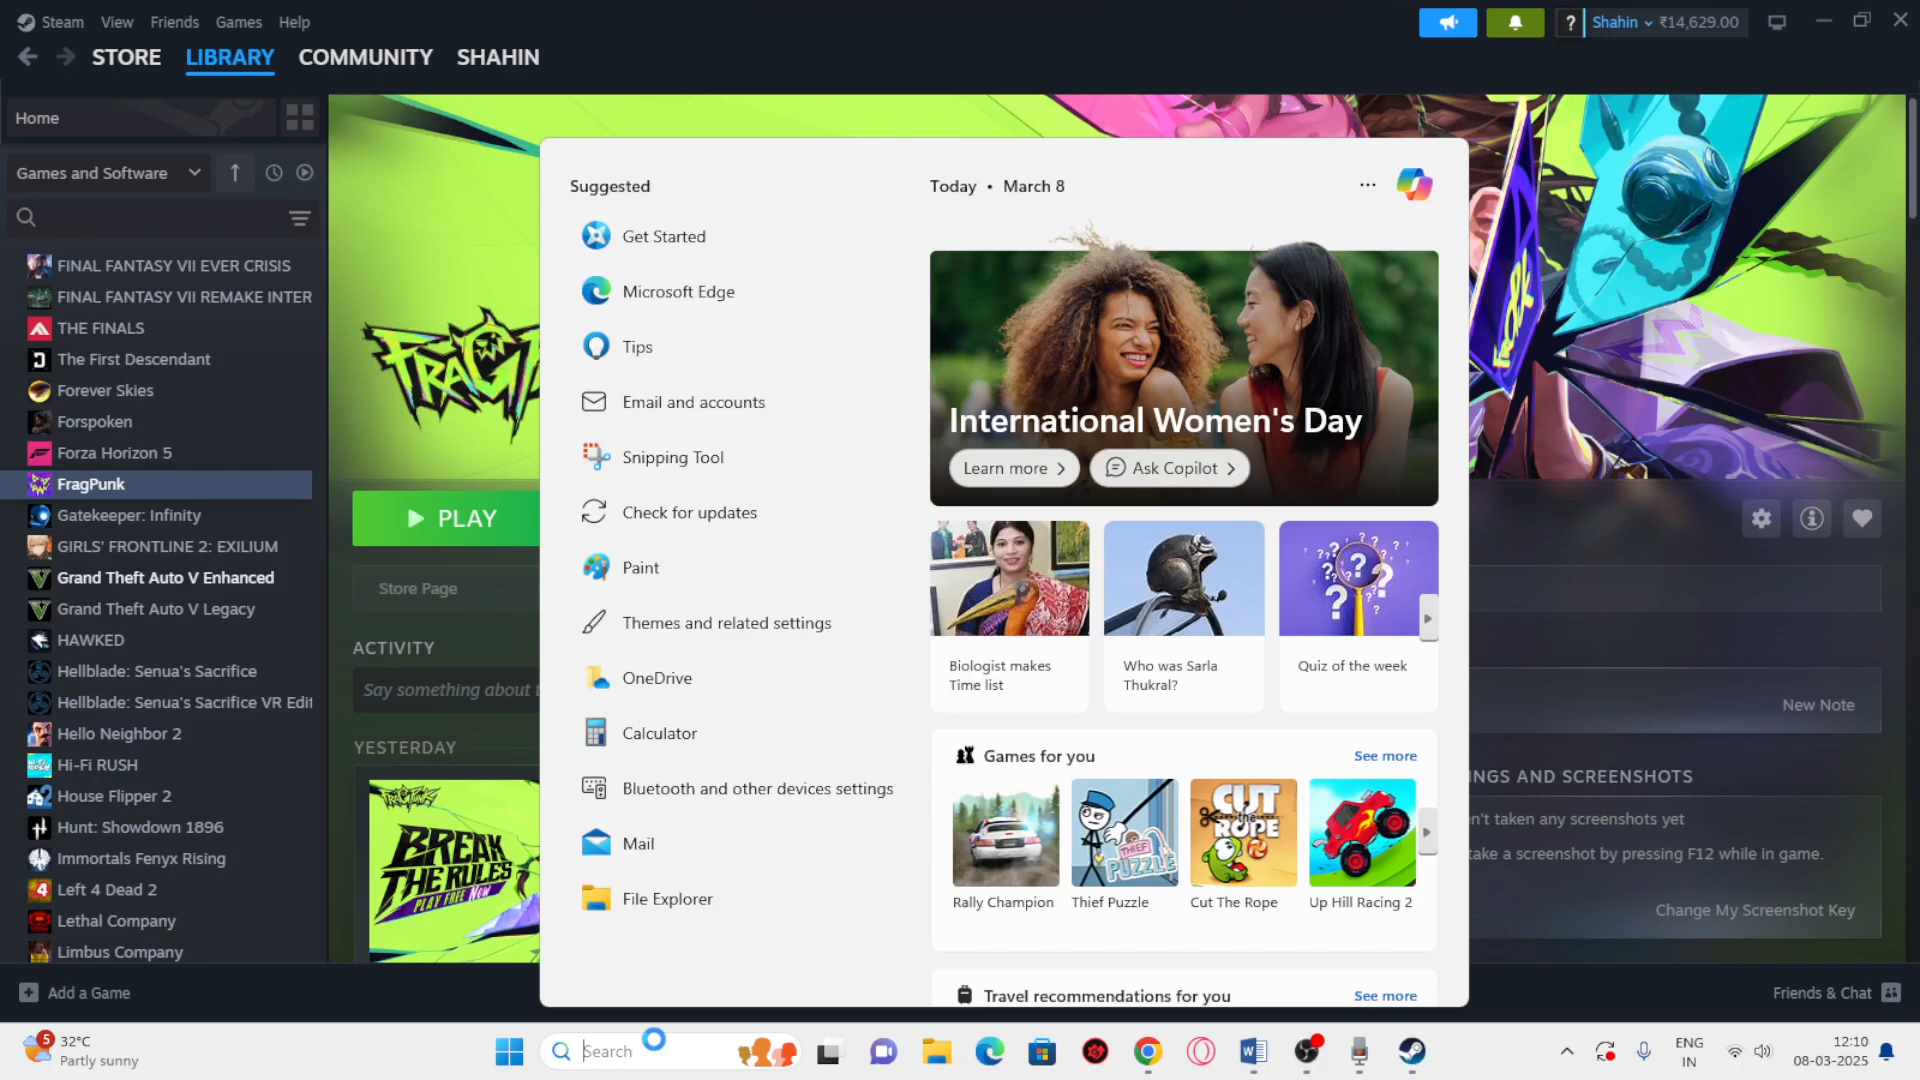 Steam View Friends Games Help
? Shahin ₹14,629.00
STORE LIBRARY COMMUNITY SHAHIN
Home
Games and Software
FINAL FANTASY VII EVER CRISIS
FINAL FANTASY VII REMAKE INTER
THE FINALS
The First Descendant
Forever Skies
Forspoken
Forza Horizon 5
FragPunk
Gatekeeper: Infinity
GIRLS' FRONTLINE 2: EXILIUM
Grand Theft Auto V Enhanced
Grand Theft Auto V Legacy
HAWKED
Hellblade: Senua's Sacrifice
Hellblade: Senua's Sacrifice VR Edit
Hello Neighbor 2
Hi-Fi RUSH
House Flipper 2
Hunt: Showdown 1896
Immortals Fenyx Rising
Left 4 Dead 2
Lethal Company
Limbus Company
Add a Game
PLAY
Store Page
ACTIVITY
Say something about t
YESTERDAY
FRAGPUNK
BREAK
THE RULES
PLAY FREE NOW
Suggested
Get Started
Microsoft Edge
Tips
Email and accounts
Snipping Tool
Check for updates
Paint
Themes and related settings
OneDrive
Calculator
Bluetooth and other devices settings
Mail
File Explorer
Today • March 8
International Women's Day
Learn more
Ask Copilot
Biologist makes
Time list
Who was Sarla
Thukral?
Quiz of the week
Games for you
See more
THIEF
PUZZLE
CUT
the
ROPE
Rally Champion
Thief Puzzle
Cut The Rope
Up Hill Racing 2
Travel recommendations for you
See more
New Note
NGS AND SCREENSHOTS
n't taken any screenshots yet
take a screenshot by pressing F12 while in game.
Change My Screenshot Key
Friends & Chat
5
32°C
Partly sunny
Search
ENG
IN
12:10
08-03-2025